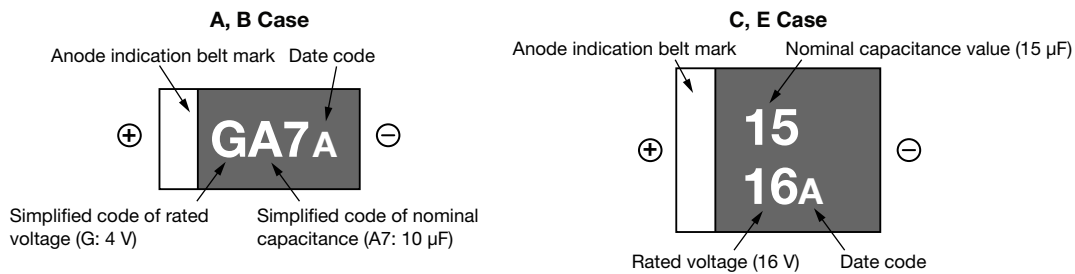 A, B Case
Anode indication belt mark Date code
⊕ GA7A ⊖
Simplified code of rated
voltage (G: 4 V)
Simplified code of nominal
capacitance (A7: 10 µF)
C, E Case
Anode indication belt mark Nominal capacitance value (15 µF)
15
⊕ ⊖
16A
Rated voltage (16 V) Date code